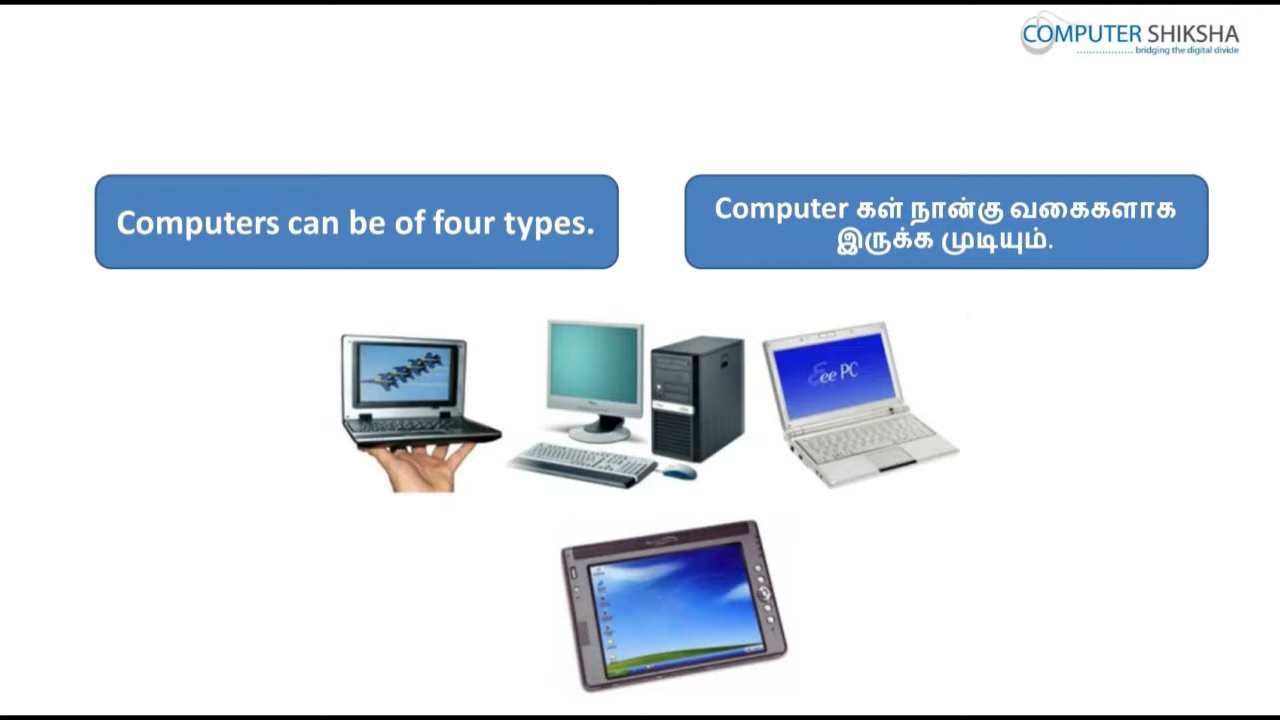 COMPUTER SHIKSHA
bridging the digital divide
Computers can be of four types.
Computer கள் நான்கு வகைகளாக
இருக்க முடியும்.
Eee PC